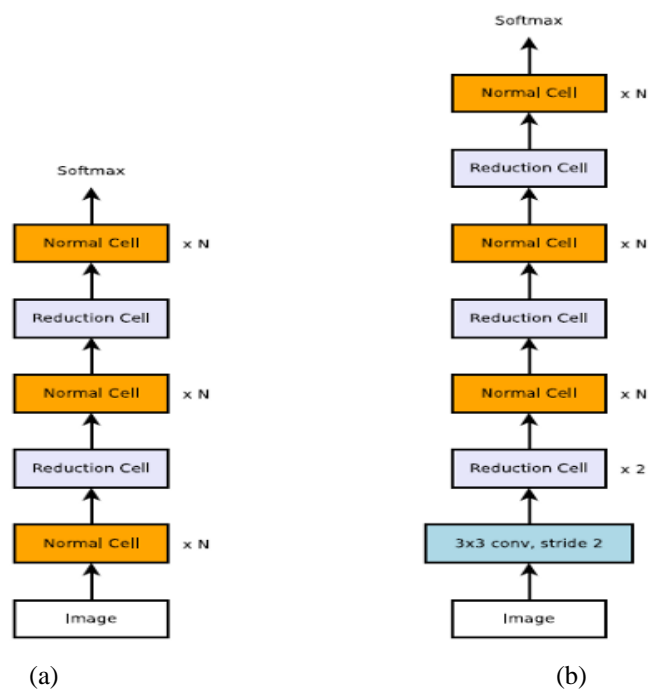 Softmax
Normal Cell x N
Reduction Cell
Normal Cell x N
Reduction Cell
Normal Cell x N
Image
(a)
Softmax
Normal Cell x N
Reduction Cell
Normal Cell x N
Reduction Cell
Normal Cell x N
Reduction Cell x 2
3x3 conv, stride 2
Image
(b)